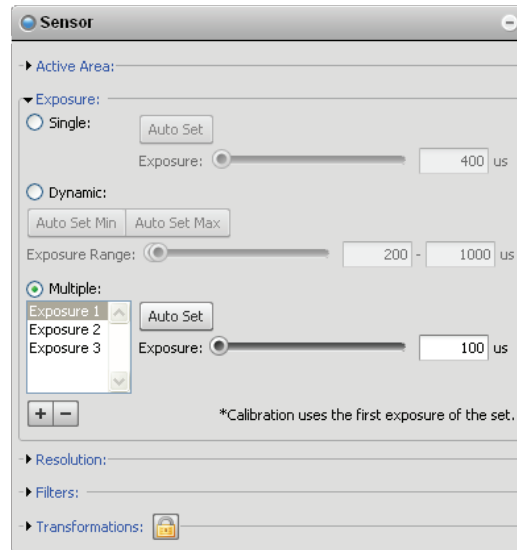 Sensor
Active Area:
Exposure:
Single:
Auto Set
Exposure: 400 us
Dynamic:
Auto Set Min Auto Set Max
Exposure Range: 200 - 1000 us
Multiple:
Exposure 1
Exposure 2
Exposure 3
Auto Set
Exposure: 100 us
+ -
*Calibration uses the first exposure of the set.
Resolution:
Filters:
Transformations: